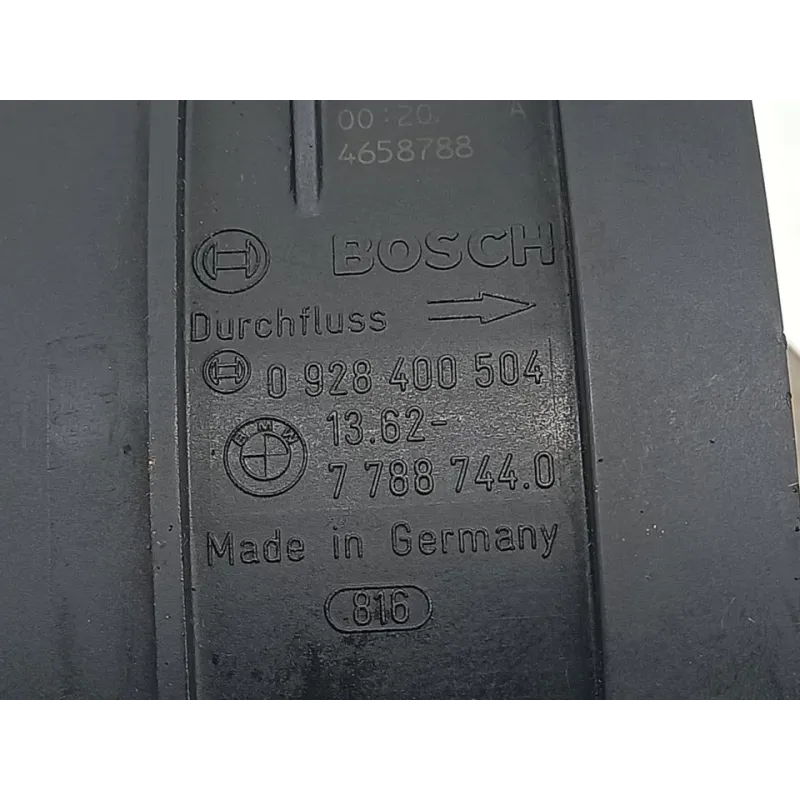 00:20
A
4658788
BOSCH
Durchfluss
0 928 400 504
BMW
13.62-
7 788 744.0
Made in Germany
816